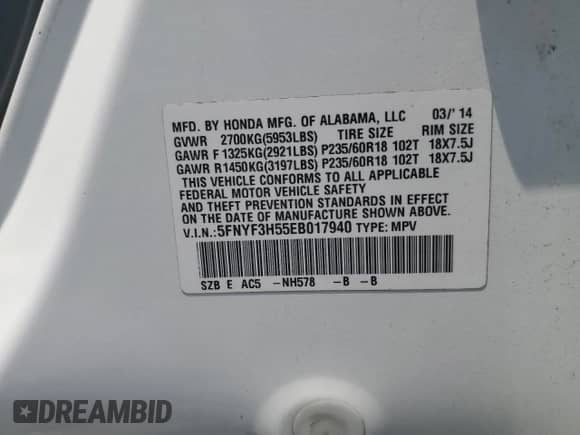 MFD. BY HONDA MFG. OF ALABAMA, LLC 03/'14
GVWR 2700KG(5953LBS) TIRE SIZE RIM SIZE
GAWR F 1325KG(2921LBS) P235/60R18 102T 18X7.5J
GAWR R 1450KG(3197LBS) P235/60R18 102T 18X7.5J
THIS VEHICLE CONFORMS TO ALL APPLICABLE
FEDERAL MOTOR VEHICLE SAFETY
AND THEFT PREVENTION STANDARDS IN EFFECT
ON THE DATE OF MANUFACTURE SHOWN ABOVE.
V.I.N.:5FNYF3H55EB017940 TYPE: MPV
SZB E AC5 -NH578 -B -B
DREAMBID